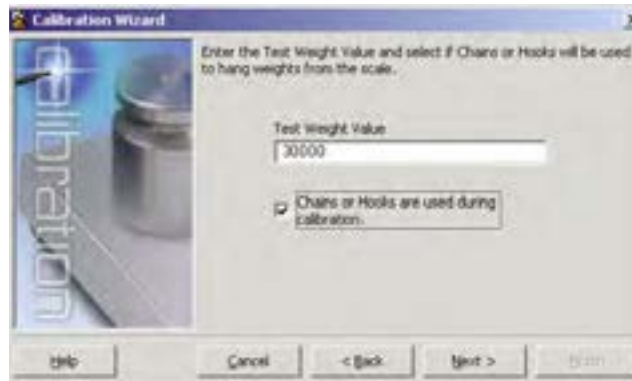 Calibration Wizard
Enter the Test Weight Value and select if Chains or Hooks will be used
to hang weights from the scale.
Test Weight Value
30000
Chains or Hooks are used during
calibration.
calibration
Help
Cancel
< Back
Next >
Finish